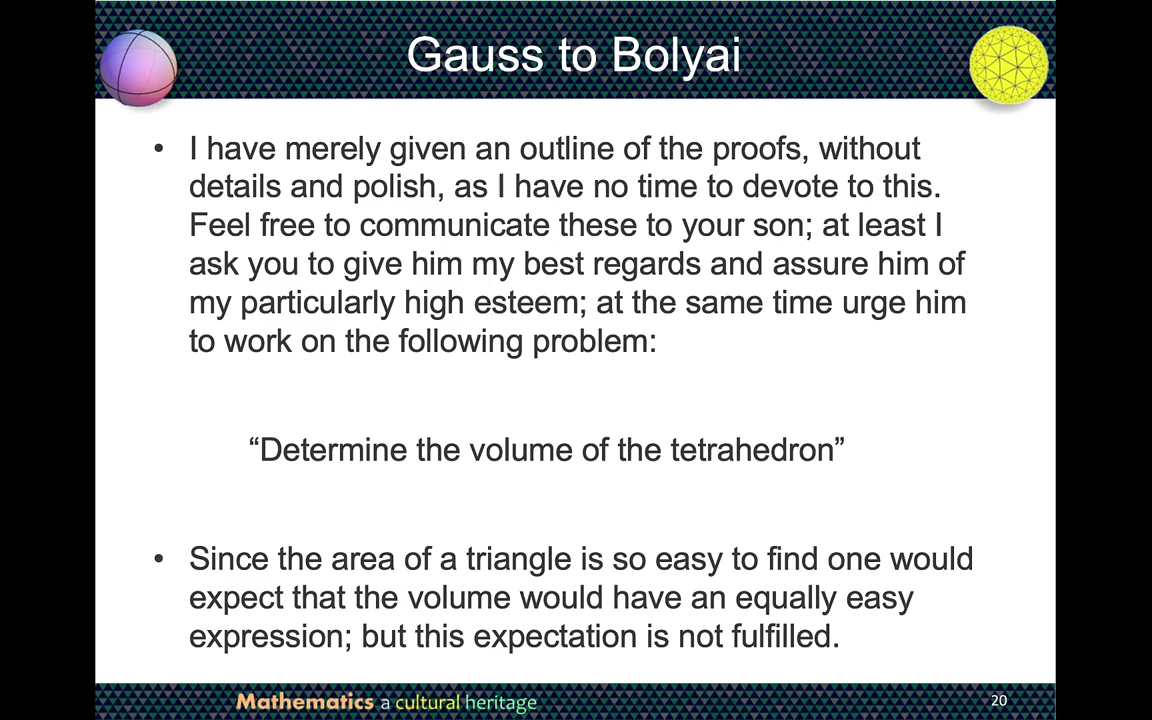 Gauss to Bolyai
• I have merely given an outline of the proofs, without
details and polish, as I have no time to devote to this.
Feel free to communicate these to your son; at least I
ask you to give him my best regards and assure him of
my particularly high esteem; at the same time urge him
to work on the following problem:
“Determine the volume of the tetrahedron”
• Since the area of a triangle is so easy to find one would
expect that the volume would have an equally easy
expression; but this expectation is not fulfilled.
Mathematics a cultural heritage
20